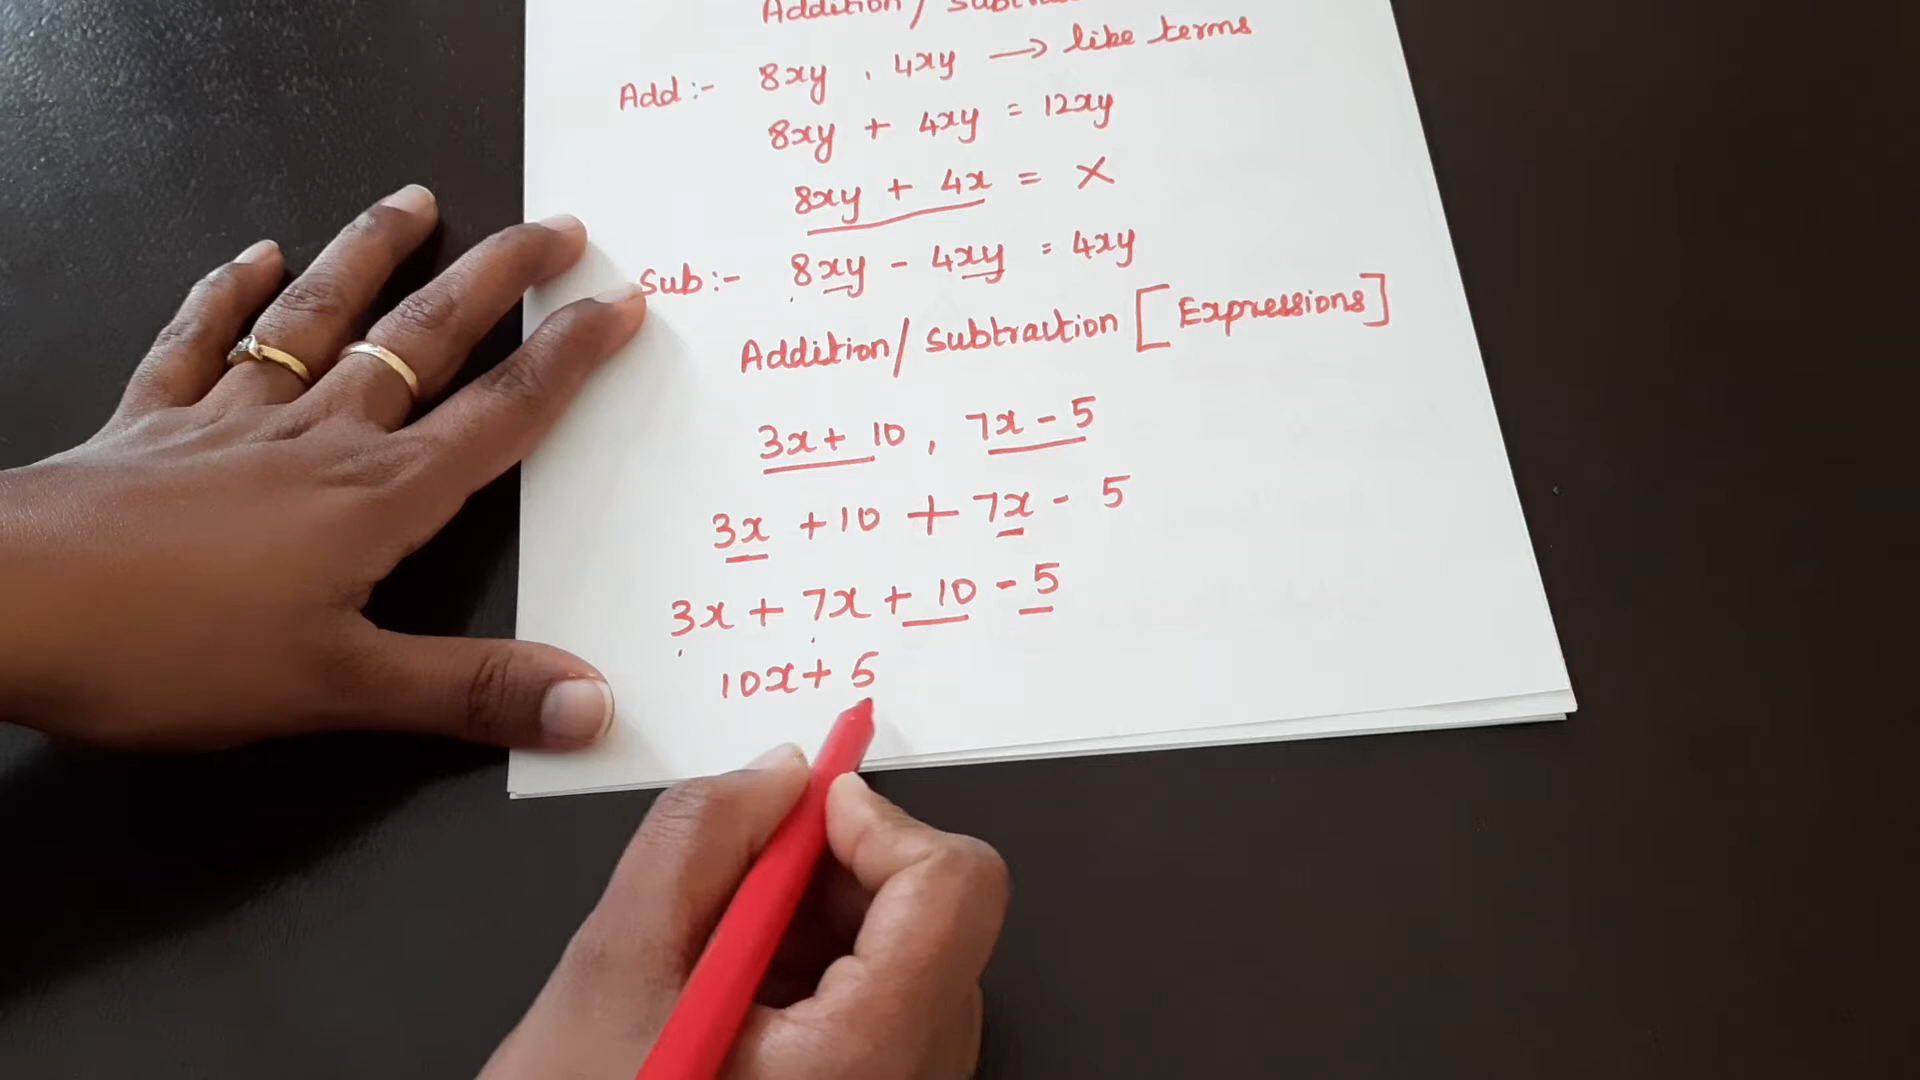 Addition/
Add:- 8xy , 4xy → like terms
8xy + 4xy = 12xy
8xy + 4x = X
Sub:- 8xy - 4xy = 4xy
Addition/Subtraction [Expressions]
3x + 10 , 7x - 5
3x + 10 + 7x - 5
3x + 7x + 10 - 5
10x + 5